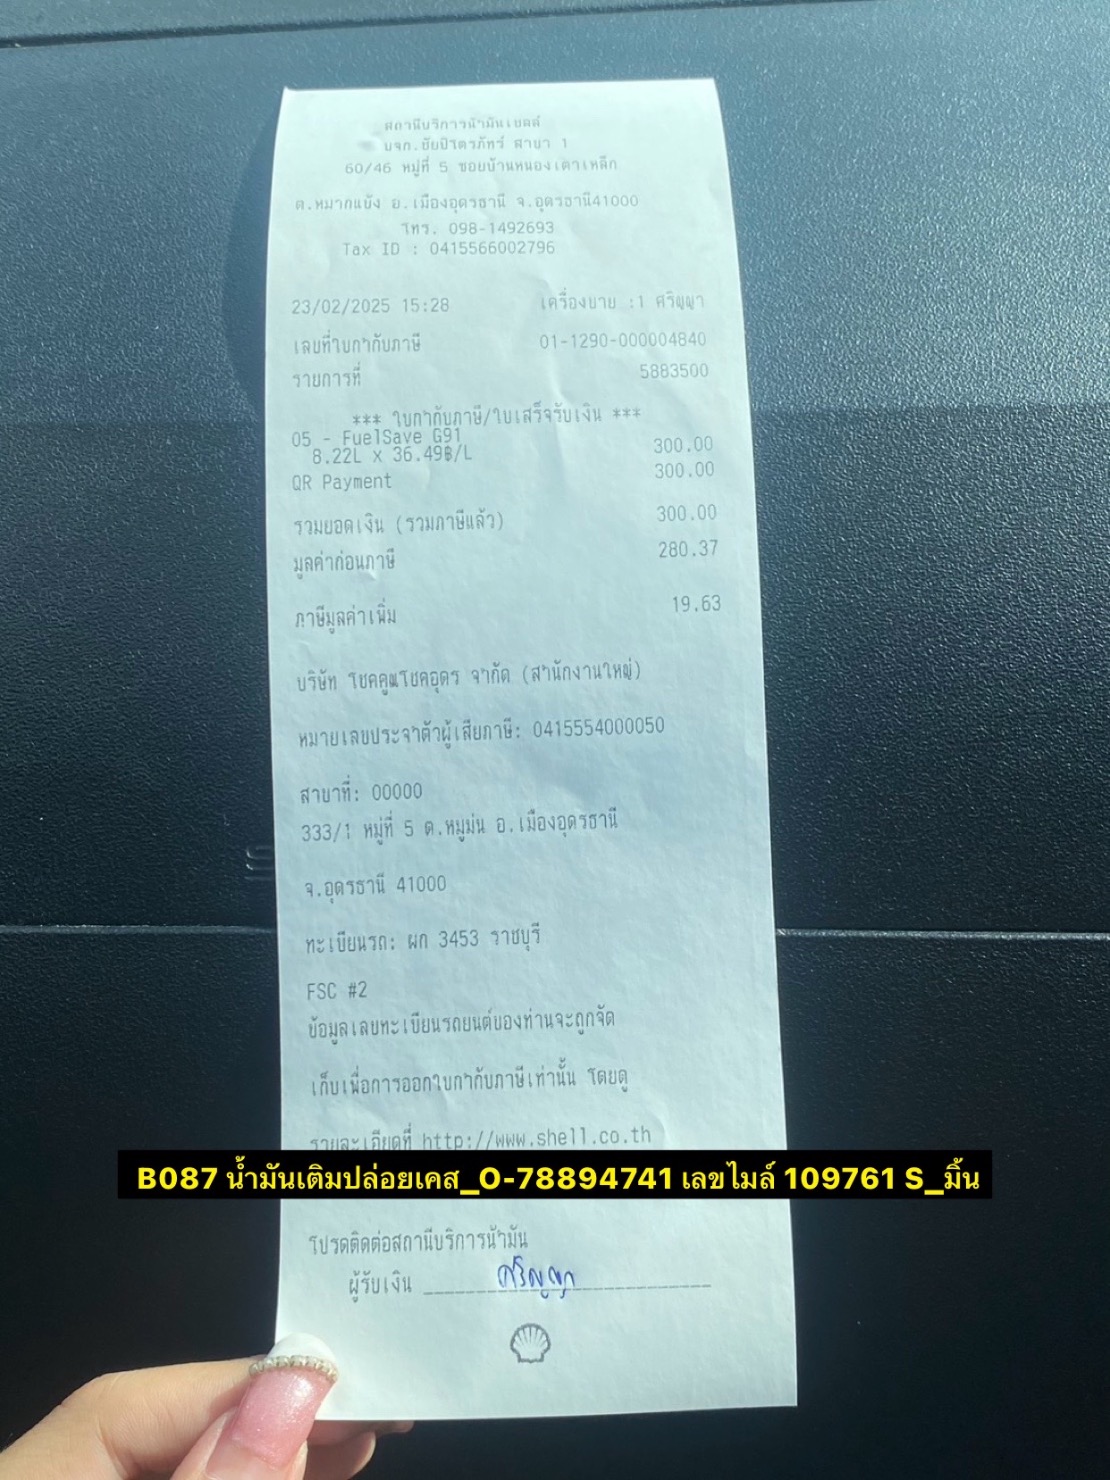 สถานีบริการน้ำมันเชลล์
บจก.ชัยปิโตรภัทร์ สาขา 1
60/46 หมู่ที่ 5 ซอยบ้านหนองเตาเหล็ก
ต.หมากแข้ง อ.เมืองอุดรธานี จ.อุดรธานี41000
โทร. 098-1492693
Tax ID : 0415566002796
23/02/2025 15:28 เครื่องขาย :1 ศริญญา
เลขที่ใบกำกับภาษี 01-1290-000004840
รายการที่ 5883500
*** ใบกำกับภาษี/ใบเสร็จรับเงิน ***
05 - FuelSave G91
8.22L x 36.49฿/L 300.00
QR Payment 300.00
รวมยอดเงิน (รวมภาษีแล้ว) 300.00
มูลค่าก่อนภาษี 280.37
ภาษีมูลค่าเพิ่ม 19.63
บริษัท โชคคูณโชคอุดร จำกัด (สำนักงานใหญ่)
หมายเลขประจำตัวผู้เสียภาษี: 0415554000050
สาขาที่: 00000
333/1 หมู่ที่ 5 ต.หมูม่น อ.เมืองอุดรธานี
จ.อุดรธานี 41000
ทะเบียนรถ: ผก 3453 ราชบุรี
FSC #2
ข้อมูลเลขทะเบียนรถยนต์ของท่านจะถูกจัด
เก็บเพื่อการออกใบกำกับภาษีเท่านั้น โดยดู
รายละเอียดที่ http://www.shell.co.th
B087 น้ำมันเติมปล่อยเคส_O-78894741 เลขไมล์ 109761 S_มิ้น
โปรดติดต่อสถานีบริการน้ำมัน
ผู้รับเงิน ศริญญา